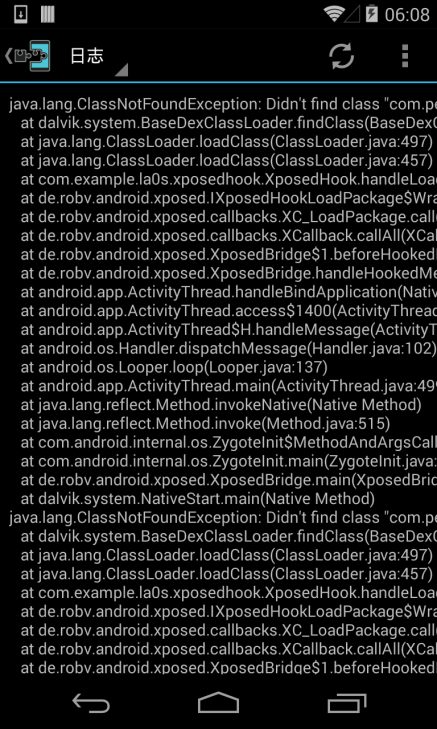 06:08
日志
java.lang.ClassNotFoundException: Didn't find class "com.pe
at dalvik.system.BaseDexClassLoader.findClass(BaseDexC
at java.lang.ClassLoader.loadClass(ClassLoader.java:497)
at java.lang.ClassLoader.loadClass(ClassLoader.java:457)
at com.example.la0s.xposedhook.XposedHook.handleLoa
at de.robv.android.xposed.IXposedHookLoadPackage$Wra
at de.robv.android.xposed.callbacks.XC_LoadPackage.call
at de.robv.android.xposed.callbacks.XCallback.callAll(XCal
at de.robv.android.xposed.XposedBridge$1.beforeHooked
at de.robv.android.xposed.XposedBridge.handleHookedMe
at android.app.ActivityThread.handleBindApplication(Nativ
at android.app.ActivityThread.access$1400(ActivityThread
at android.app.ActivityThread$H.handleMessage(ActivityT
at android.os.Handler.dispatchMessage(Handler.java:102)
at android.os.Looper.loop(Looper.java:137)
at android.app.ActivityThread.main(ActivityThread.java:499
at java.lang.reflect.Method.invokeNative(Native Method)
at java.lang.reflect.Method.invoke(Method.java:515)
at com.android.internal.os.ZygoteInit$MethodAndArgsCall
at com.android.internal.os.ZygoteInit.main(ZygoteInit.java:
at de.robv.android.xposed.XposedBridge.main(XposedBrid
at dalvik.system.NativeStart.main(Native Method)
java.lang.ClassNotFoundException: Didn't find class "com.pe
at dalvik.system.BaseDexClassLoader.findClass(BaseDexC
at java.lang.ClassLoader.loadClass(ClassLoader.java:497)
at java.lang.ClassLoader.loadClass(ClassLoader.java:457)
at com.example.la0s.xposedhook.XposedHook.handleLoa
at de.robv.android.xposed.IXposedHookLoadPackage$Wra
at de.robv.android.xposed.callbacks.XC_LoadPackage.call
at de.robv.android.xposed.callbacks.XCallback.callAll(XCal
at de.robv.android.xposed.XposedBridge$1.beforeHooked